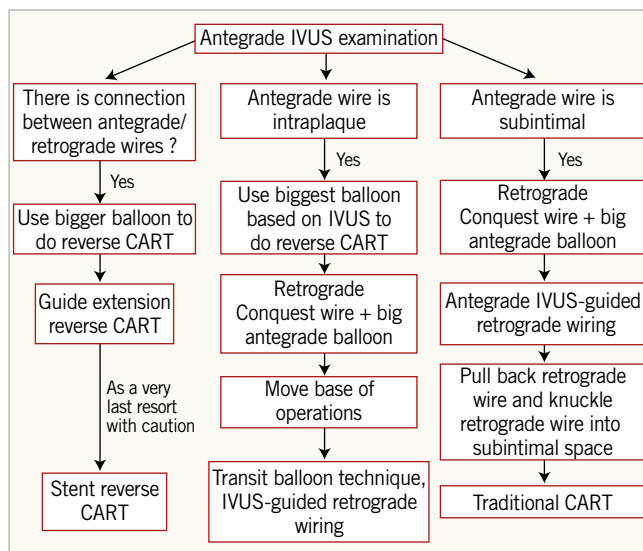 Antegrade IVUS examination
There is connection
between antegrade/
retrograde wires ?
Yes
Use bigger balloon to
do reverse CART
Guide extension
reverse CART
As a very
last resort
with caution
Stent reverse
CART
Antegrade wire is
intraplaque
Yes
Use biggest balloon
based on IVUS to
do reverse CART
Retrograde
Conquest wire + big
antegrade balloon
Move base of
operations
Transit balloon technique,
IVUS-guided retrograde
wiring
Antegrade wire is
subintimal
Yes
Retrograde
Conquest wire + big
antegrade balloon
Antegrade IVUS-guided
retrograde wiring
Pull back retrograde
wire and knuckle
retrograde wire into
subintimal space
Traditional CART